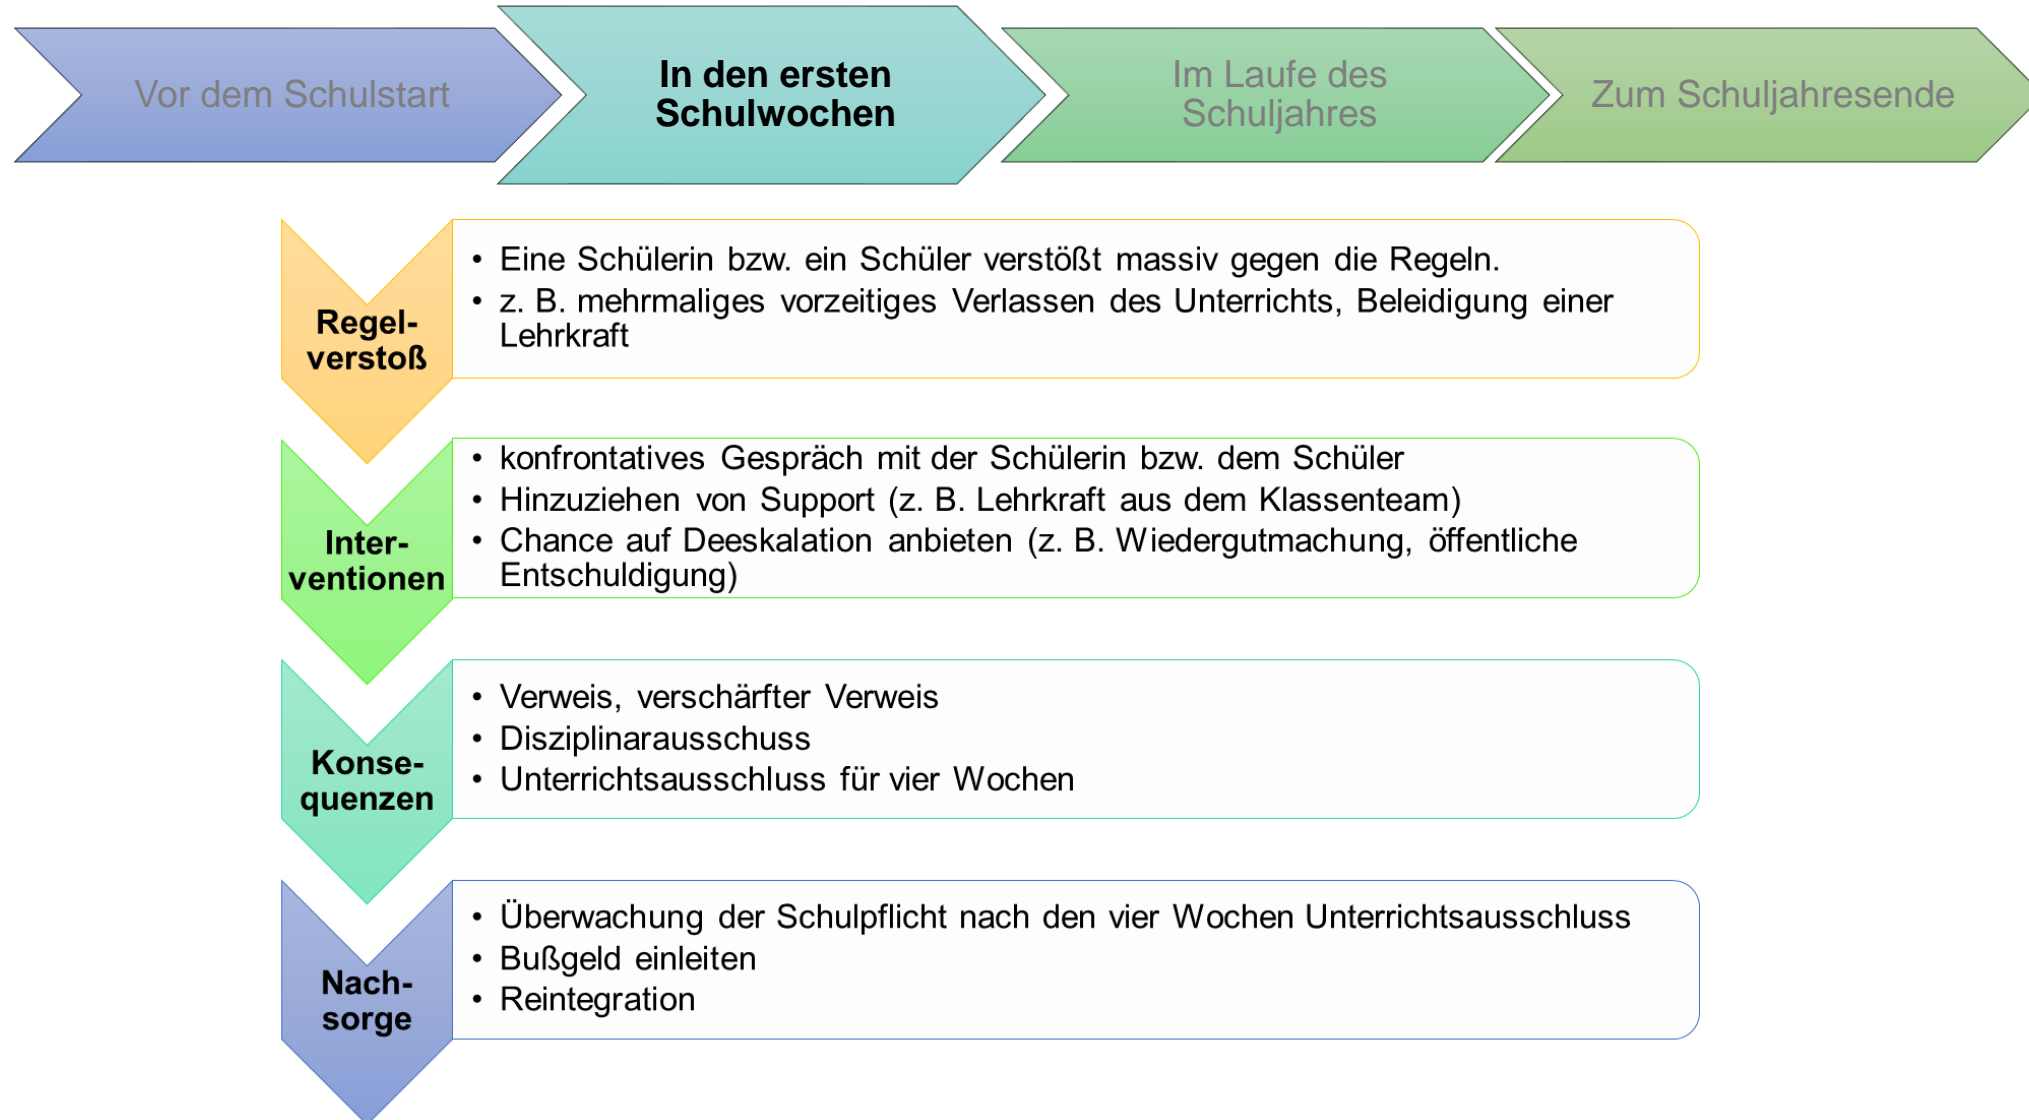 Vor dem Schulstart
In den ersten
Schulwochen
Im Laufe des
Schuljahres
Zum Schuljahresende
Regel-
verstoß
• Eine Schülerin bzw. ein Schüler verstößt massiv gegen die Regeln.
• z. B. mehrmaliges vorzeitiges Verlassen des Unterrichts, Beleidigung einer
Lehrkraft
Inter-
ventionen
• konfrontatives Gespräch mit der Schülerin bzw. dem Schüler
• Hinzuziehen von Support (z. B. Lehrkraft aus dem Klassenteam)
• Chance auf Deeskalation anbieten (z. B. Wiedergutmachung, öffentliche
Entschuldigung)
Konse-
quenzen
• Verweis, verschärfter Verweis
• Disziplinarausschuss
• Unterrichtsausschluss für vier Wochen
Nach-
sorge
• Überwachung der Schulpflicht nach den vier Wochen Unterrichtsausschluss
• Bußgeld einleiten
• Reintegration